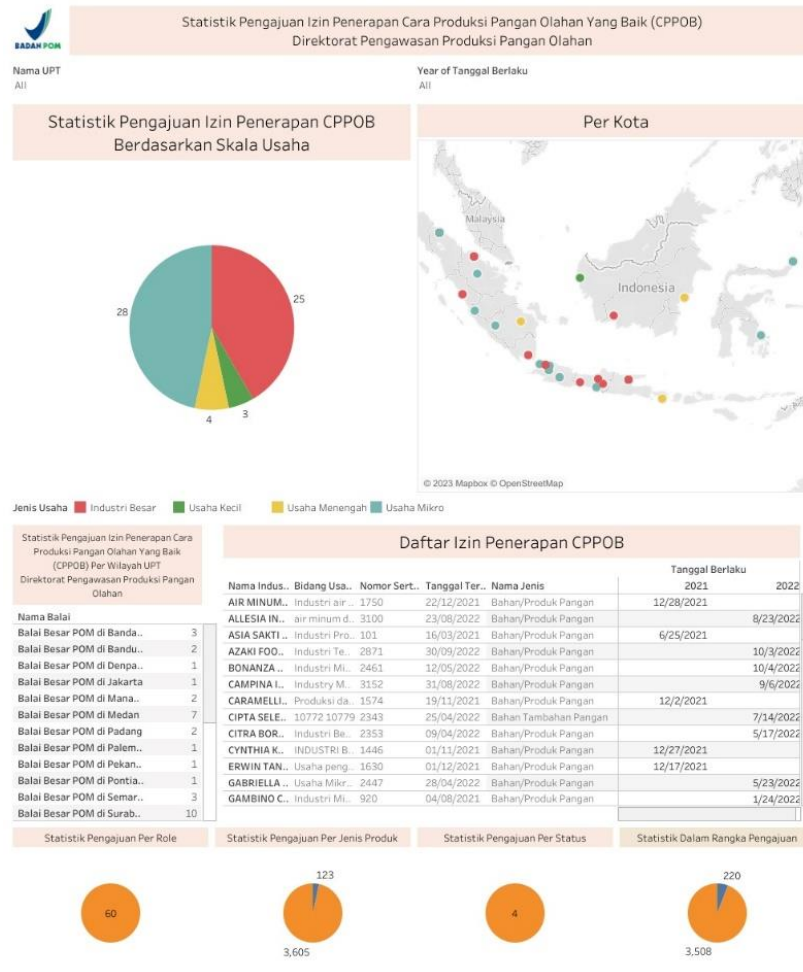 BADAN POM
Statistik Pengajuan Izin Penerapan Cara Produksi Pangan Olahan Yang Baik (CPPOB)
Direktorat Pengawasan Produksi Pangan Olahan
Nama UPT
All
Year of Tanggal Berlaku
All
Statistik Pengajuan Izin Penerapan CPPOB
Berdasarkan Skala Usaha
25
28
4
3
Per Kota
Malaysia
Indonesia
© 2023 Mapbox © OpenStreetMap
Jenis Usaha Industri Besar Usaha Kecil Usaha Menengah Usaha Mikro
Statistik Pengajuan Izin Penerapan Cara
Produksi Pangan Olahan Yang Baik
(CPPOB) Per Wilayah UPT
Direktorat Pengawasan Produksi Pangan
Olahan
Nama Balai
Balai Besar POM di Banda.. 3
Balai Besar POM di Bandu.. 2
Balai Besar POM di Denpa.. 1
Balai Besar POM di Jakarta 1
Balai Besar POM di Mana.. 2
Balai Besar POM di Medan 7
Balai Besar POM di Padang 2
Balai Besar POM di Palem.. 1
Balai Besar POM di Pekan.. 1
Balai Besar POM di Pontia.. 1
Balai Besar POM di Semar.. 3
Balai Besar POM di Surab.. 10
Daftar Izin Penerapan CPPOB
Tanggal Berlaku
Nama Indus.. Bidang Usa.. Nomor Sert.. Tanggal Ter.. Nama Jenis 2021 2022
AIR MINUM.. Industri air .. 1750 22/12/2021 Bahan/Produk Pangan 12/28/2021
ALLESIA IN.. air minum d.. 3100 23/08/2022 Bahan/Produk Pangan 8/23/2022
ASIA SAKTI .. Industri Pro.. 101 16/03/2021 Bahan/Produk Pangan 6/25/2021
AZAKI FOO.. Industri Te.. 2871 30/09/2022 Bahan/Produk Pangan 10/3/2022
BONANZA .. Industri Mi.. 2461 12/05/2022 Bahan/Produk Pangan 10/4/2022
CAMPINA I.. Industry M.. 3152 31/08/2022 Bahan/Produk Pangan 9/6/2022
CARAMELLI.. Produksi da.. 1574 19/11/2021 Bahan/Produk Pangan 12/2/2021
CIPTA SELE.. 10772 10779 2343 25/04/2022 Bahan Tambahan Pangan 7/14/2022
CITRA BOR.. Industri Be.. 2353 09/04/2022 Bahan/Produk Pangan 5/17/2022
CYNTHIA K.. INDUSTRI B.. 1446 01/11/2021 Bahan/Produk Pangan 12/27/2021
ERWIN TAN.. Usaha peng.. 1630 01/12/2021 Bahan/Produk Pangan 12/17/2021
GABRIELLA .. Usaha Mikr.. 2447 28/04/2022 Bahan/Produk Pangan 5/23/2022
GAMBINO C.. Industri Mi.. 920 04/08/2021 Bahan/Produk Pangan 1/24/2022
Statistik Pengajuan Per Role
60
Statistik Pengajuan Per Jenis Produk
123
3,605
Statistik Pengajuan Per Status
4
Statistik Dalam Rangka Pengajuan
220
3,508